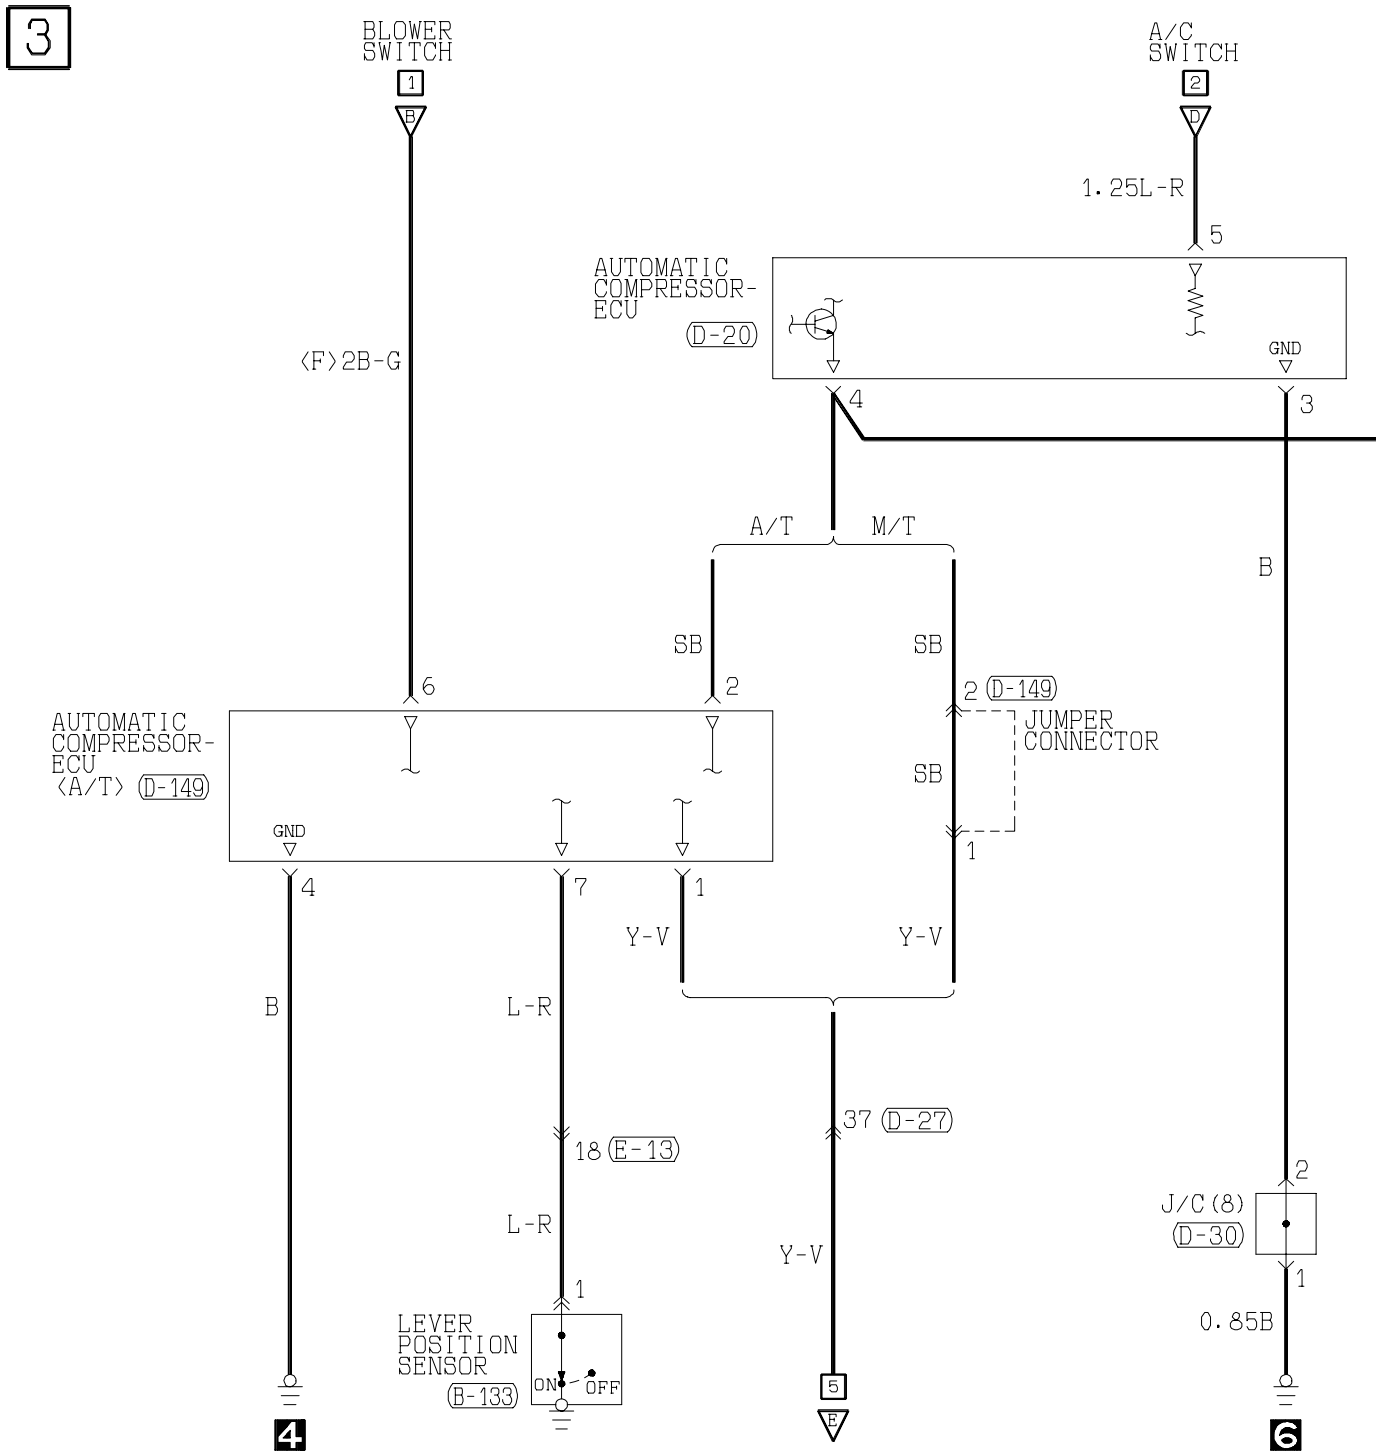 3
BLOWER
SWITCH
1
B
A/C
SWITCH
2
D
1.25L-R
5
AUTOMATIC
COMPRESSOR-
ECU
(D-20)
GND
<F>2B-G
4
3
A/T
M/T
B
SB
SB
6
2
2 (D-149)
AUTOMATIC
COMPRESSOR-
ECU
<A/T> (D-149)
JUMPER
CONNECTOR
SB
GND
1
4
7
1
Y-V
Y-V
B
L-R
37 (D-27)
18 (E-13)
2
J/C(8)
(D-30)
L-R
Y-V
1
1
0.85B
LEVER
POSITION
SENSOR
(B-133)
ON
OFF
5
E
4
6